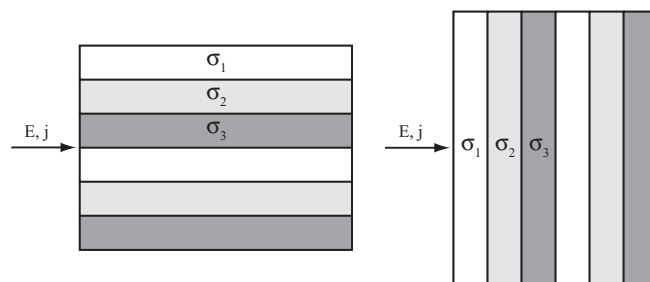 σ₁
σ₂
E, j
σ₃
E, j
σ₁ σ₂ σ₃